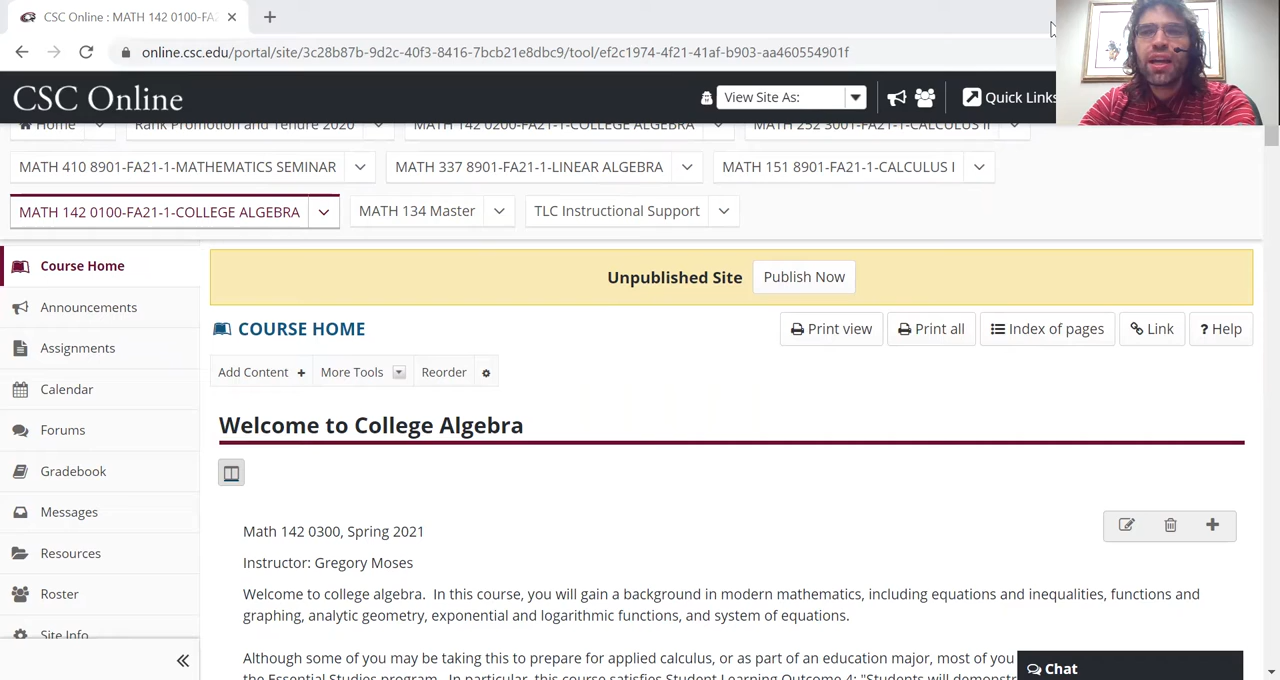 CSC Online : MATH 142 0100-FA2
online.csc.edu/portal/site/3c28b87b-9d2c-40f3-8416-7bcb21e8dbc9/tool/ef2c1974-4f21-41af-b903-aa460554901f
CSC Online
View Site As:
Quick Links
Home
Rank Promotion and Tenure 2020
MATH 142 0200-FA21-1-COLLEGE ALGEBRA
MATH 252 3001-FA21-1-CALCULUS II
MATH 410 8901-FA21-1-MATHEMATICS SEMINAR
MATH 337 8901-FA21-1-LINEAR ALGEBRA
MATH 151 8901-FA21-1-CALCULUS I
MATH 142 0100-FA21-1-COLLEGE ALGEBRA
MATH 134 Master
TLC Instructional Support
Course Home
Announcements
Assignments
Calendar
Forums
Gradebook
Messages
Resources
Roster
Site Info
Unpublished Site
Publish Now
COURSE HOME
Print view
Print all
Index of pages
Link
? Help
Add Content +
More Tools
Reorder
Welcome to College Algebra
Math 142 0300, Spring 2021
Instructor: Gregory Moses
Welcome to college algebra. In this course, you will gain a background in modern mathematics, including equations and inequalities, functions and
graphing, analytic geometry, exponential and logarithmic functions, and system of equations.
Although some of you may be taking this to prepare for applied calculus, or as part of an education major, most of you
the Essential Studies program. In particular, this course satisfies Student Learning Outcome 4: "Students will demonstr
Chat